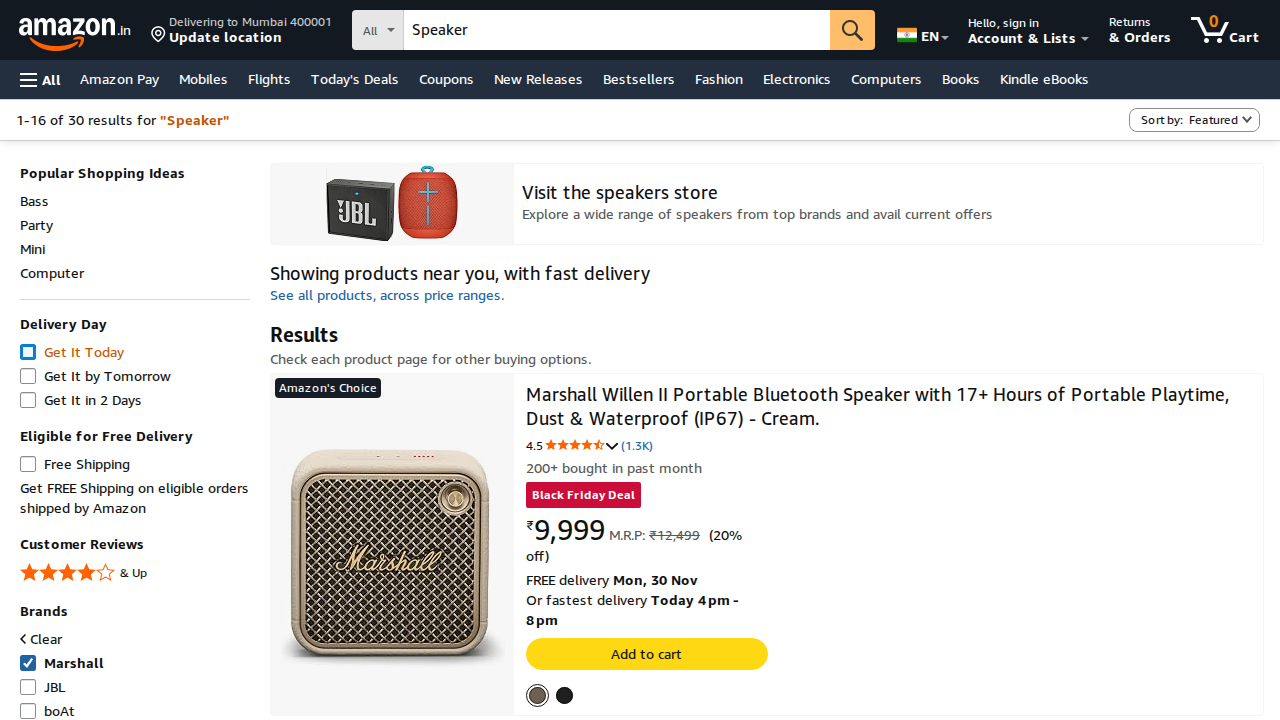 amazon.in
Delivering to Mumbai 400001
Update location
All
Speaker
EN
Hello, sign in
Account & Lists
Returns
& Orders
0
Cart
All
Amazon Pay
Mobiles
Flights
Today's Deals
Coupons
New Releases
Bestsellers
Fashion
Electronics
Computers
Books
Kindle eBooks
1-16 of 30 results for "Speaker"
Sort by: Featured
Popular Shopping Ideas
Bass
Party
Mini
Computer
Delivery Day
Get It Today
Get It by Tomorrow
Get It in 2 Days
Eligible for Free Delivery
Free Shipping
Get FREE Shipping on eligible orders
shipped by Amazon
Customer Reviews
& Up
Brands
Clear
Marshall
JBL
boAt
JBL
Visit the speakers store
Explore a wide range of speakers from top brands and avail current offers
Showing products near you, with fast delivery
See all products, across price ranges.
Results
Check each product page for other buying options.
Amazon's Choice
Marshall
Marshall Willen II Portable Bluetooth Speaker with 17+ Hours of Portable Playtime,
Dust & Waterproof (IP67) - Cream.
4.5 (1.3K)
200+ bought in past month
Black Friday Deal
₹9,999 M.R.P: ₹12,499 (20%
off)
FREE delivery Mon, 30 Nov
Or fastest delivery Today 4 pm -
8 pm
Add to cart